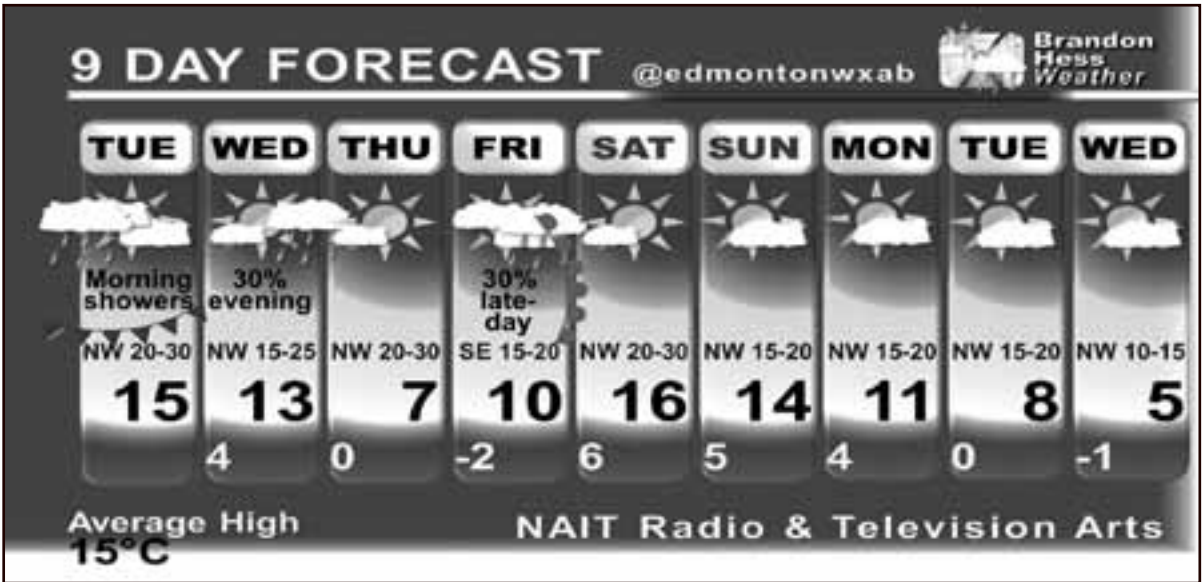 9 DAY FORECAST @edmontonwxab
Brandon
Hess
Weather
TUE WED THU FRI SAT SUN MON TUE WED
Morning
showers
30%
evening
30%
late-
day
NW 20-30 NW 15-25 NW 20-30 SE 15-20 NW 20-30 NW 15-20 NW 15-20 NW 15-20 NW 10-15
15 13 7 10 16 14 11 8 5
4 0 -2 6 5 4 0 -1
Average High
15°C
NAIT Radio & Television Arts